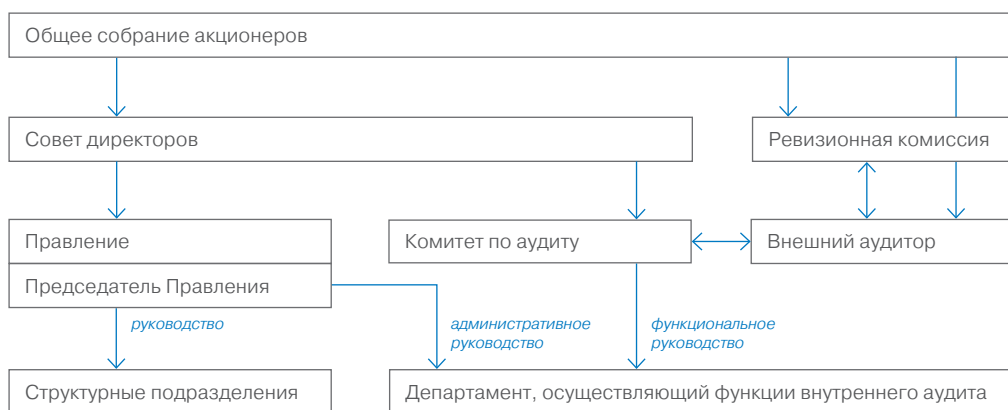 Общее собрание акционеров
Совет директоров
Ревизионная комиссия
Правление
Комитет по аудиту
Внешний аудитор
Председатель Правления
руководство
административное
руководство
функциональное
руководство
Структурные подразделения
Департамент, осуществляющий функции внутреннего аудита